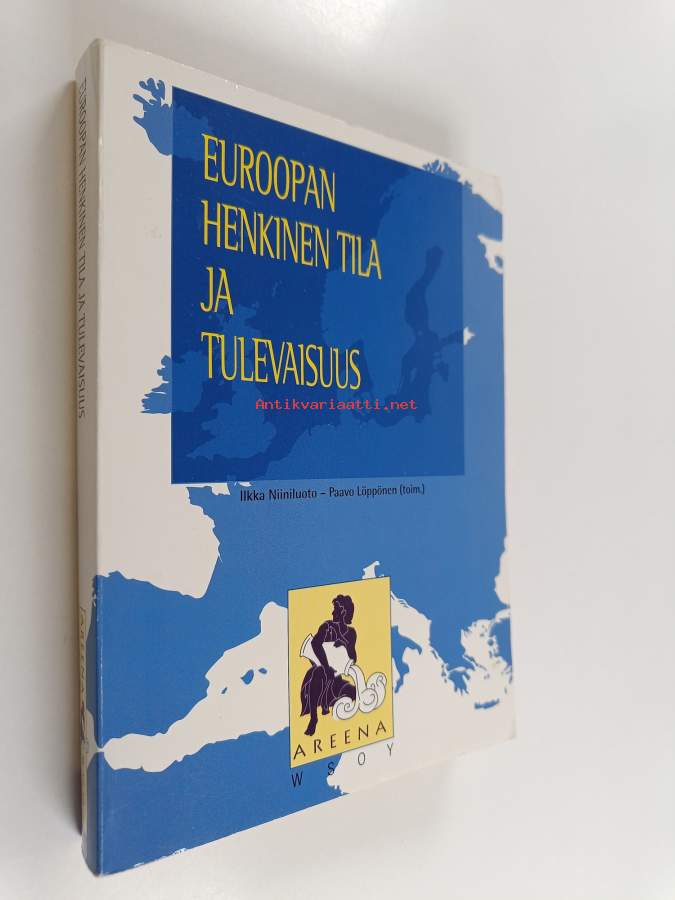 EUROOPAN
HENKINEN TILA
JA
TULEVAISUUS
Antikvariaatti.net
Ilkka Niiniluoto – Paavo Löppönen (toim.)
AREENA
WSOY
EUROOPAN HENKINEN TILA JA TULEVAISUUS
AREENA